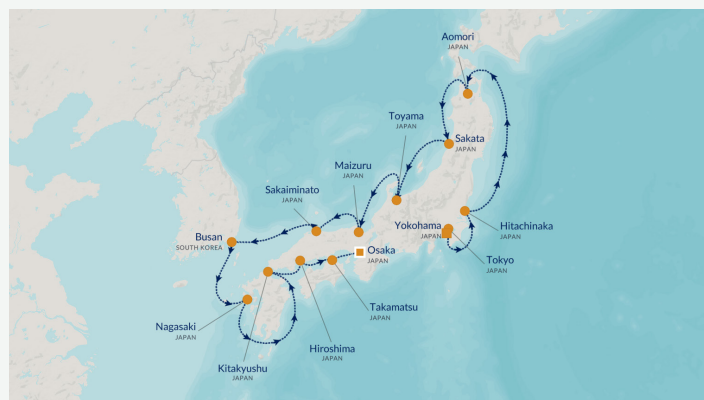 Aomori
JAPAN
Toyama
JAPAN
Sakata
JAPAN
Maizuru
JAPAN
Sakaiminato
JAPAN
Busan
SOUTH KOREA
Yokohama
JAPAN
Hitachinaka
JAPAN
Osaka
JAPAN
Tokyo
JAPAN
Takamatsu
JAPAN
Nagasaki
JAPAN
Hiroshima
JAPAN
Kitakyushu
JAPAN